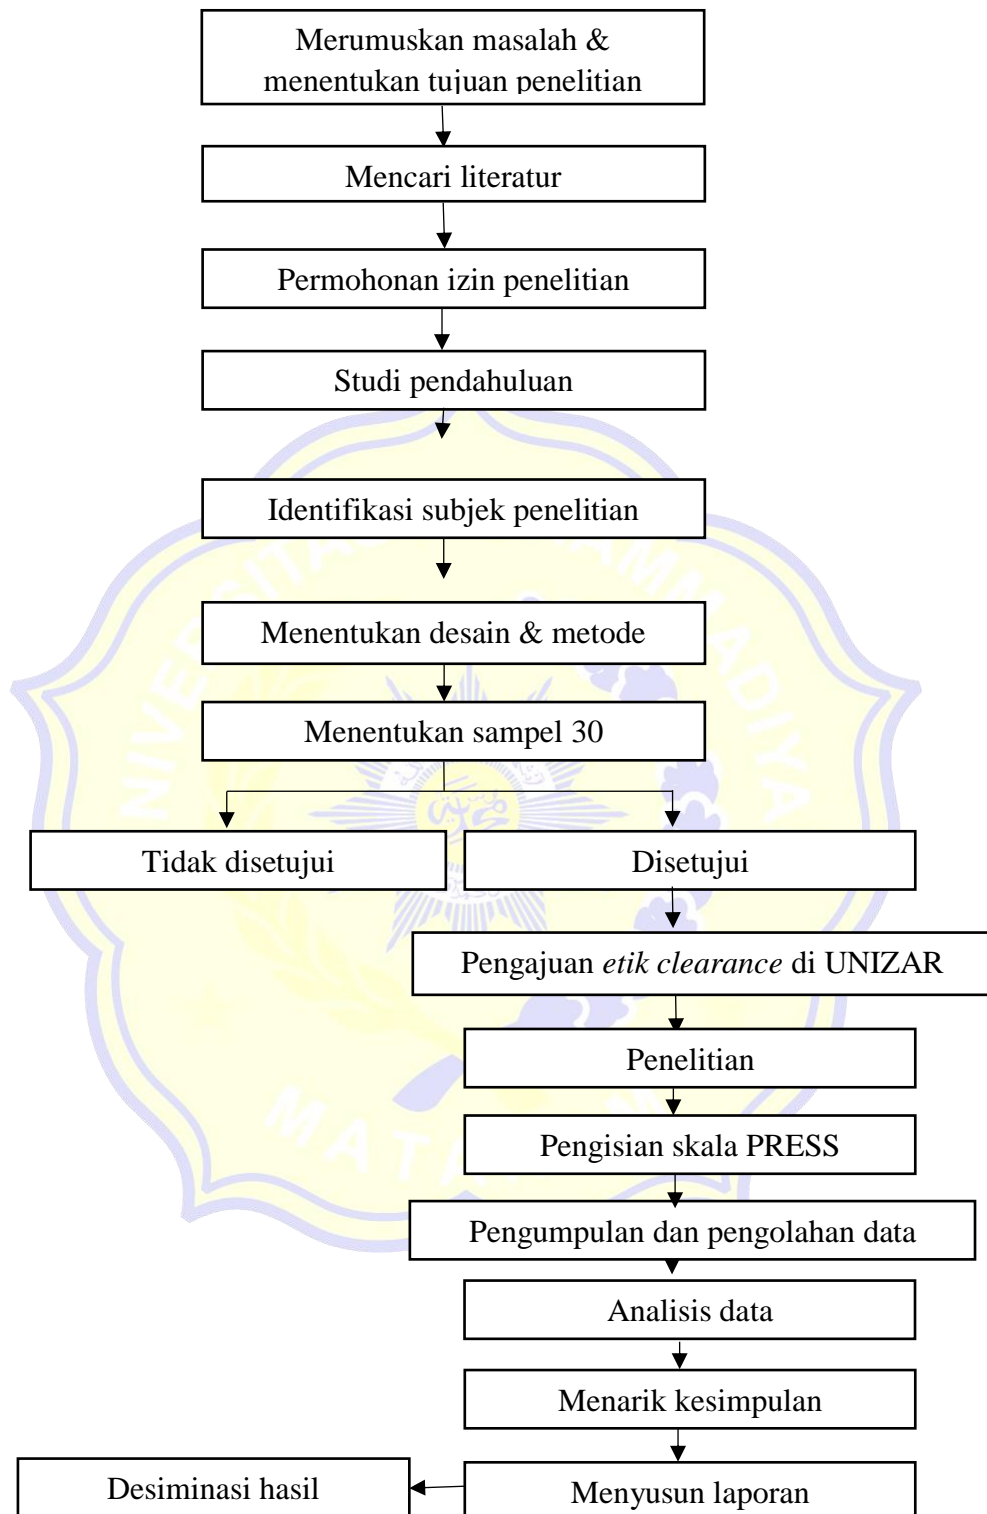 Merumuskan masalah &
menentukan tujuan penelitian
Mencari literatur
Permohonan izin penelitian
Studi pendahuluan
Identifikasi subjek penelitian
Menentukan desain & metode
Menentukan sampel 30
Tidak disetujui
Disetujui
Pengajuan etik clearance di UNIZAR
Penelitian
Pengisian skala PRESS
Pengumpulan dan pengolahan data
Analisis data
Menarik kesimpulan
Desiminasi hasil
Menyusun laporan